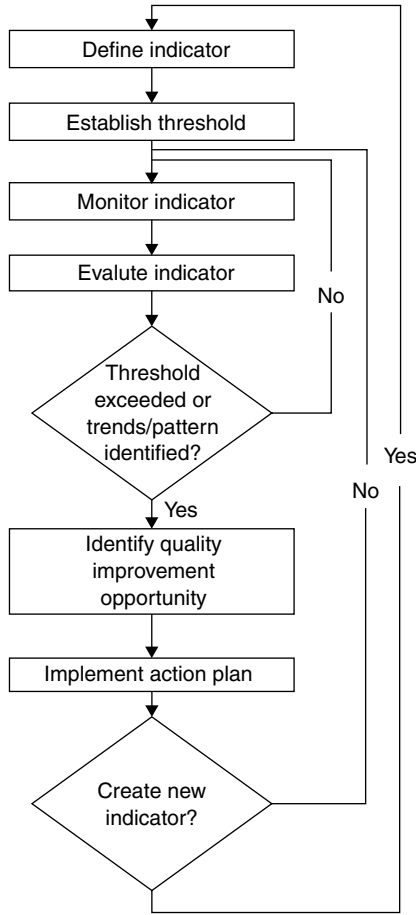 Define indicator
Establish threshold
Monitor indicator
Evalute indicator
No
Threshold
exceeded or
trends/pattern
identified?
Yes
No
Yes
Identify quality
improvement
opportunity
Implement action plan
Create new
indicator?